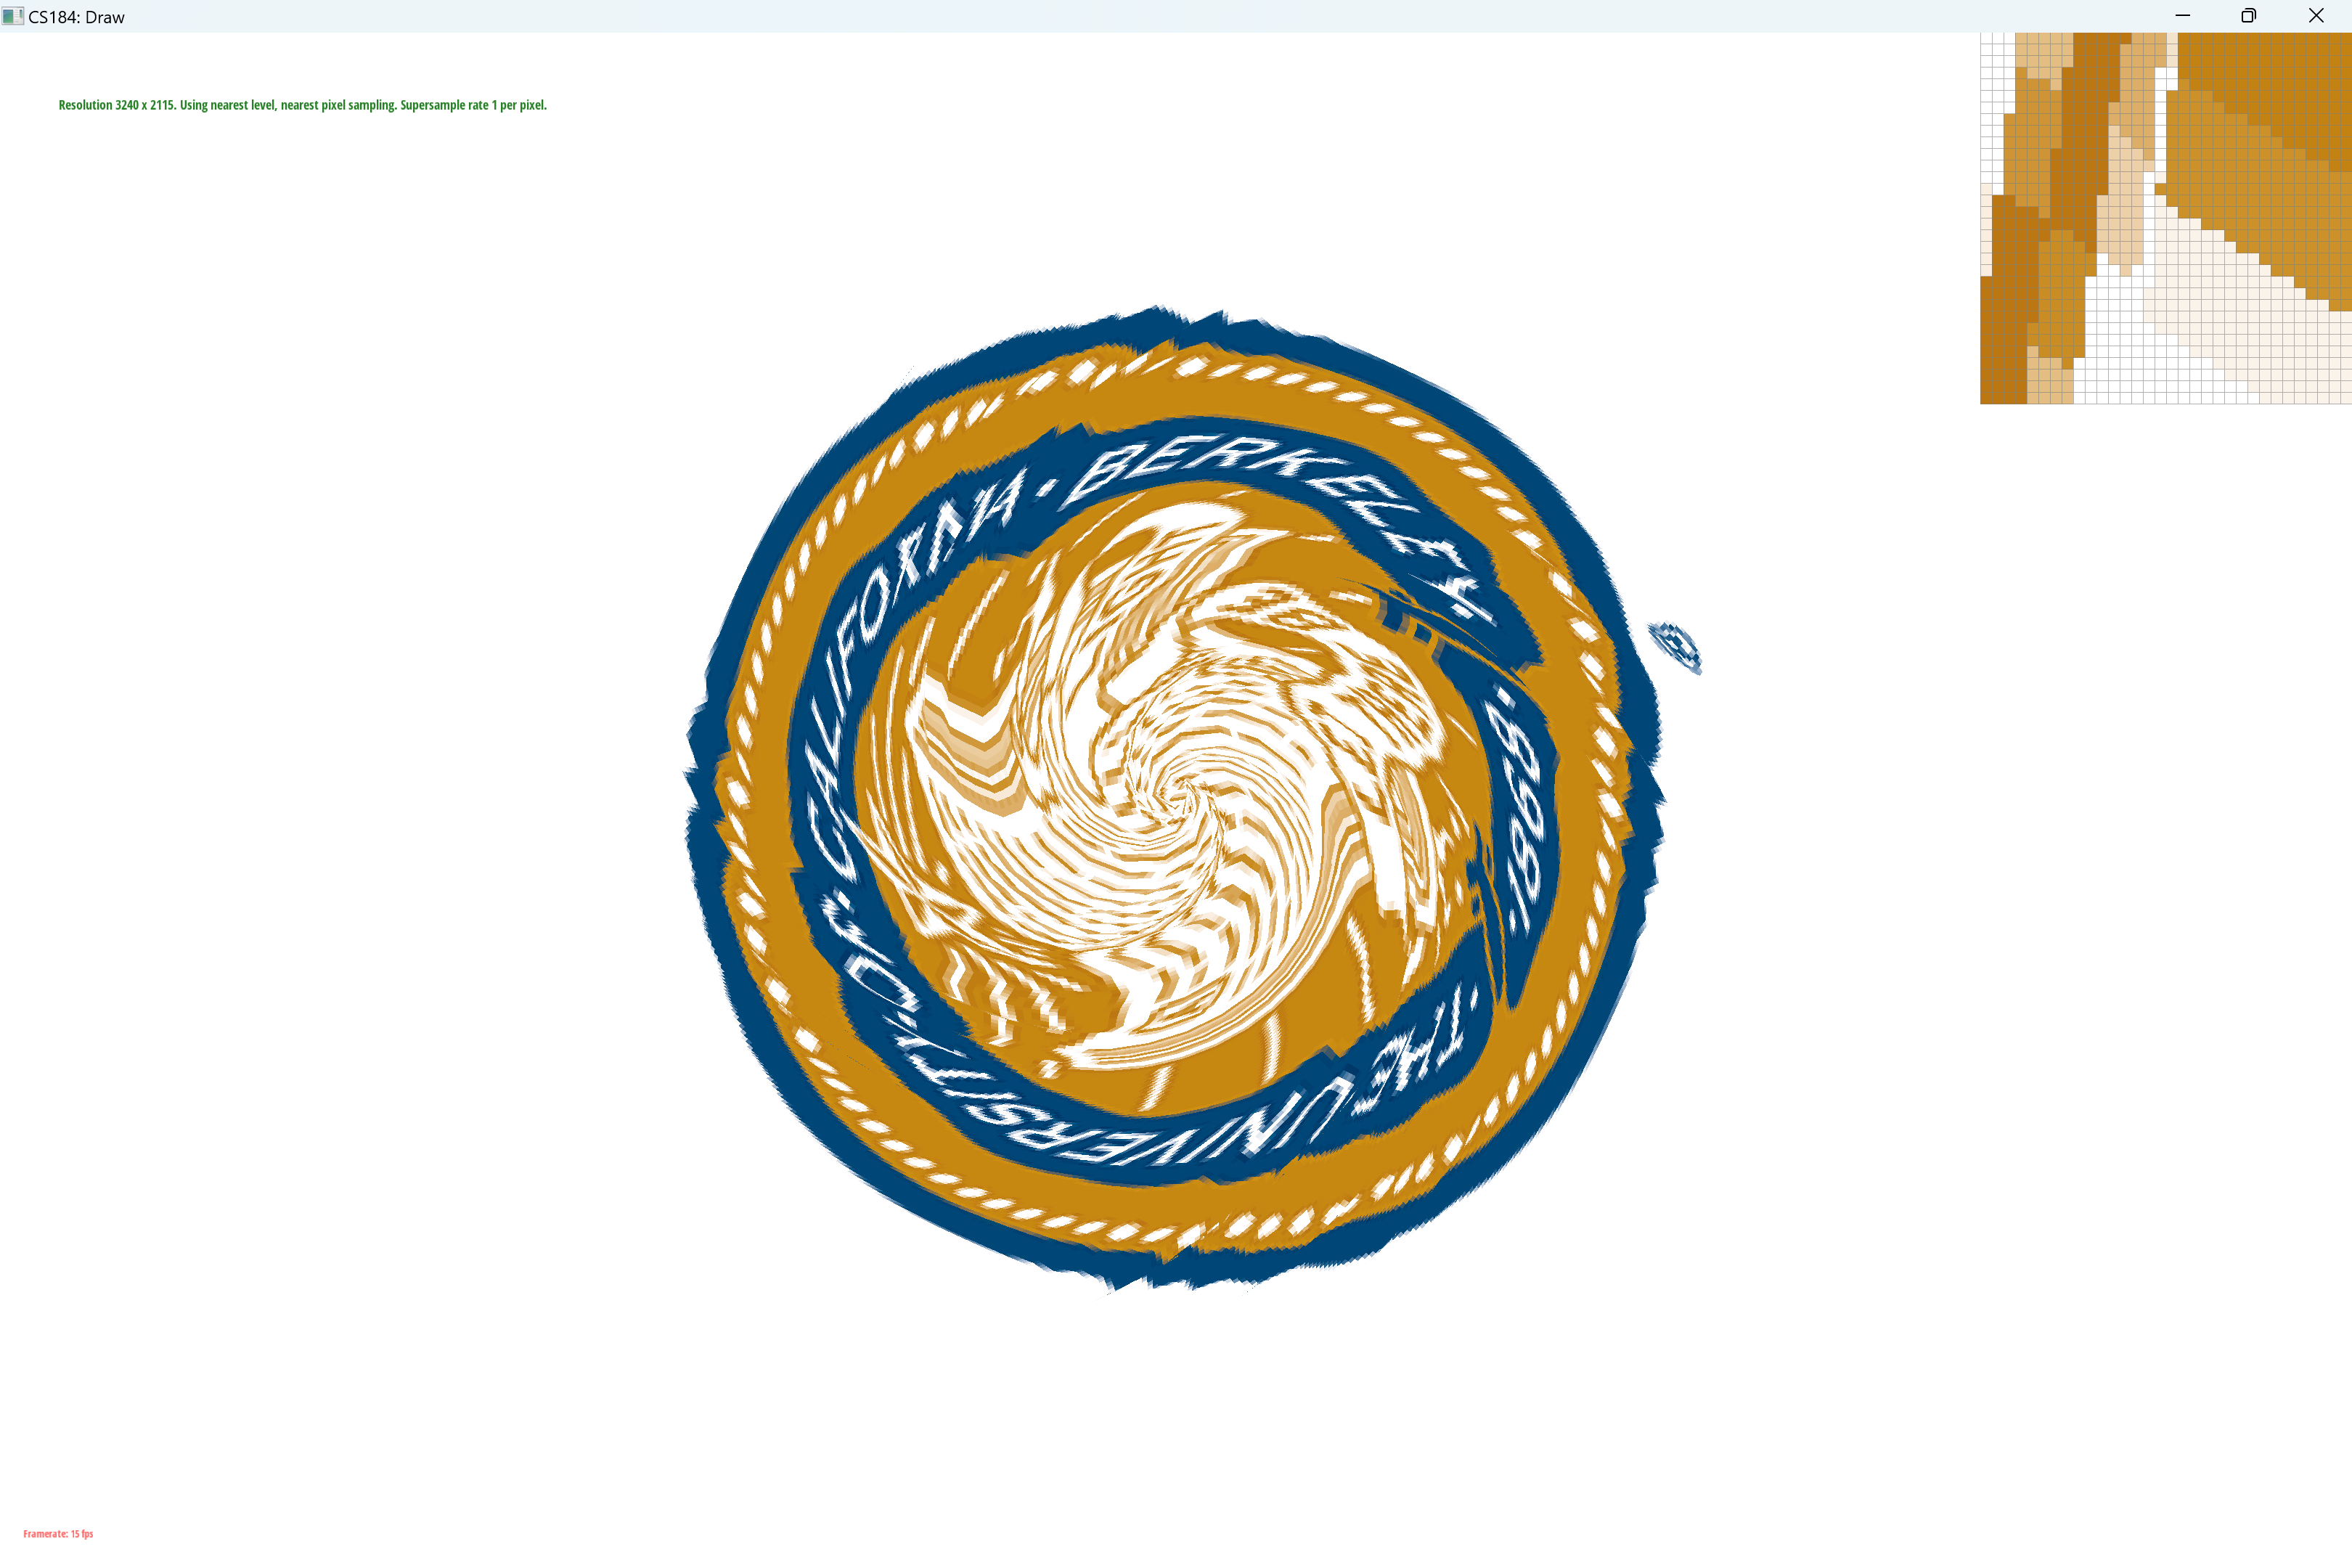 CS184: Draw
Resolution 3240 x 2115. Using nearest level, nearest pixel sampling. Supersample rate 1 per pixel.
·THE UNIVERSITY OF CALIFORNIA·BERKELEY
·1868·
Framerate: 15 fps